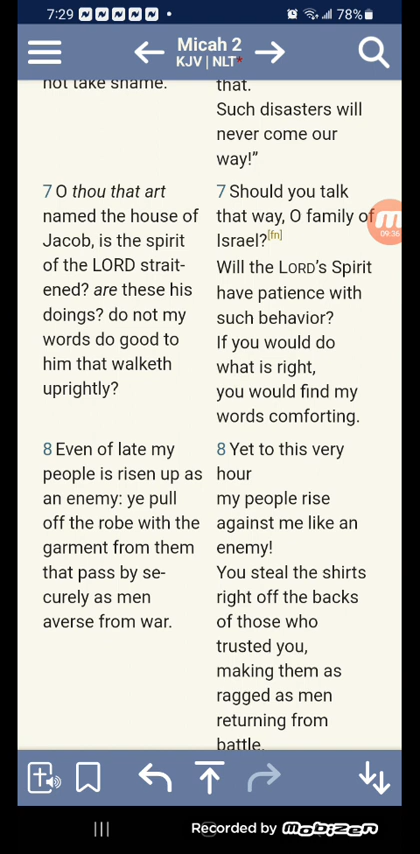 7:29
78%
Micah 2
KJV | NLT*
not take shame.
7 O thou that art
named the house of
Jacob, is the spirit
of the LORD strait-
ened? are these his
doings? do not my
words do good to
him that walketh
uprightly?
8 Even of late my
people is risen up as
an enemy: ye pull
off the robe with the
garment from them
that pass by se-
curely as men
averse from war.
that.
Such disasters will
never come our
way!”
7 Should you talk
that way, O family of
Israel?[fn]
Will the LORD’s Spirit
have patience with
such behavior?
If you would do
what is right,
you would find my
words comforting.
8 Yet to this very
hour
my people rise
against me like an
enemy!
You steal the shirts
right off the backs
of those who
trusted you,
making them as
ragged as men
returning from
battle.
09:36
Recorded by MOBIZEN